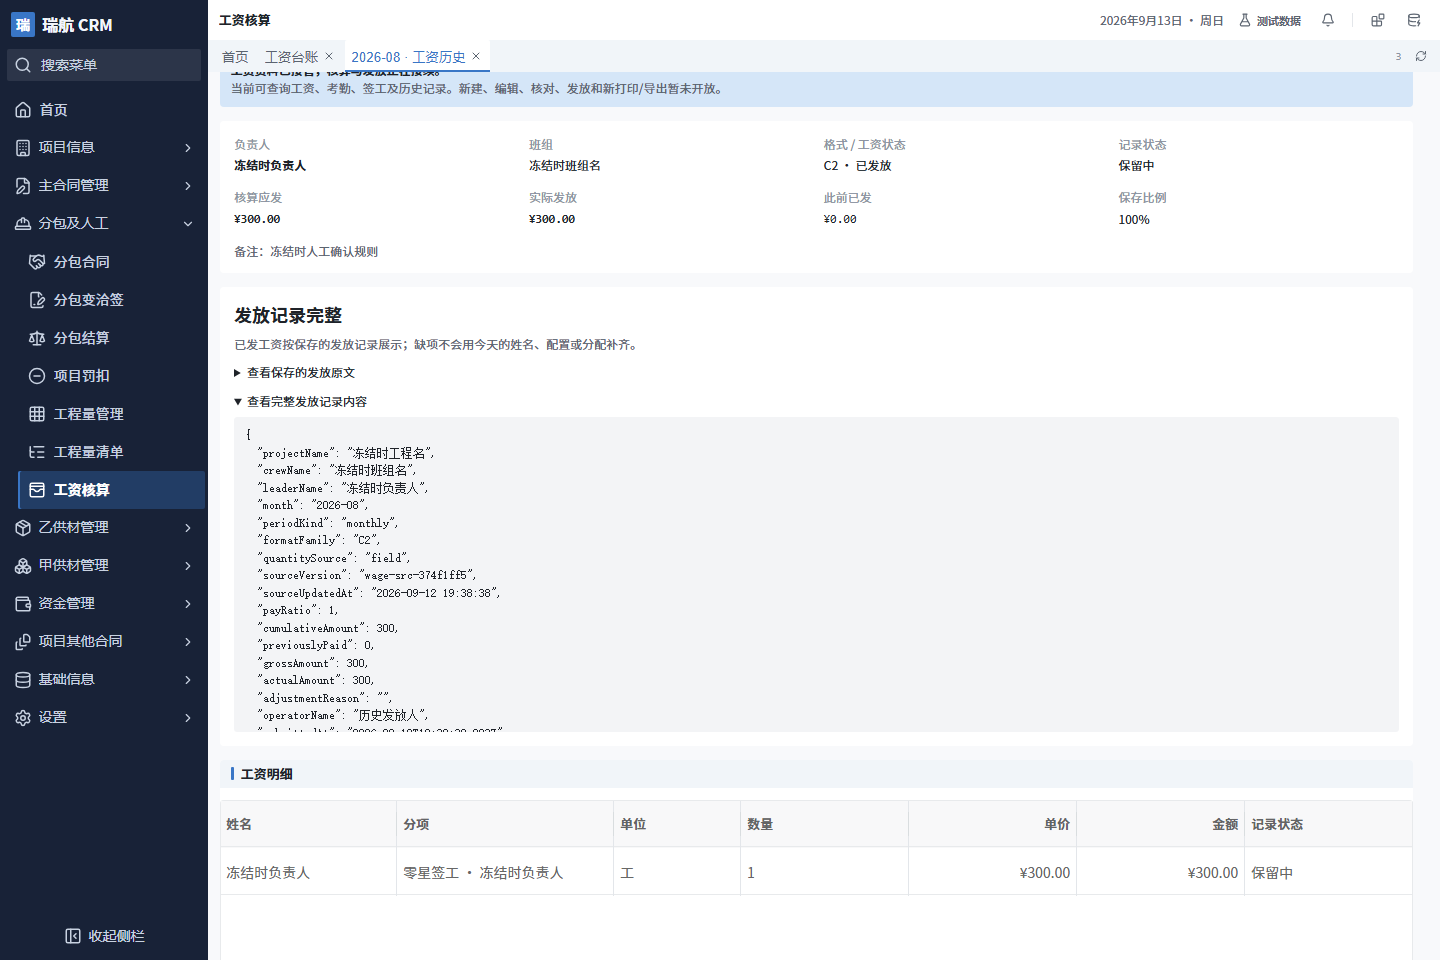 瑞 瑞航 CRM
搜索菜单
首页
项目信息
主合同管理
分包及人工
分包合同
分包变洽签
分包结算
项目罚扣
工程量管理
工程量清单
工资核算
乙供材管理
甲供材管理
资金管理
项目其他合同
基础信息
设置
收起侧栏
工资核算
2026年9月13日 • 周日 测试数据
首页 工资台账 × 2026-08 · 工资历史 ×
3
当前可查询工资、考勤、签工及历史记录。新建、编辑、核对、发放和新打印/导出暂未开放。
负责人 班组 格式 / 工资状态 记录状态
冻结时负责人 冻结时班组名 C2 • 已发放 保留中
核算应发 实际发放 此前已发 保存比例
¥300.00 ¥300.00 ¥0.00 100%
备注：冻结时人工确认规则
发放记录完整
已发工资按保存的发放记录展示；缺项不会用今天的姓名、配置或分配补齐。
查看保存的发放原文
查看完整发放记录内容
{
"projectName": "冻结时工程名",
"crewName": "冻结时班组名",
"leaderName": "冻结时负责人",
"month": "2026-08",
"periodKind": "monthly",
"formatFamily": "C2",
"quantitySource": "field",
"sourceVersion": "wage-src-374f1ff5",
"sourceUpdatedAt": "2026-09-12 19:38:38",
"payRatio": 1,
"cumulativeAmount": 300,
"previouslyPaid": 0,
"grossAmount": 300,
"actualAmount": 300,
"adjustmentReason": "",
"operatorName": "历史发放人",
工资明细
姓名 分项 单位 数量 单价 金额 记录状态
冻结时负责人 零星签工 • 冻结时负责人 工 1 ¥300.00 ¥300.00 保留中